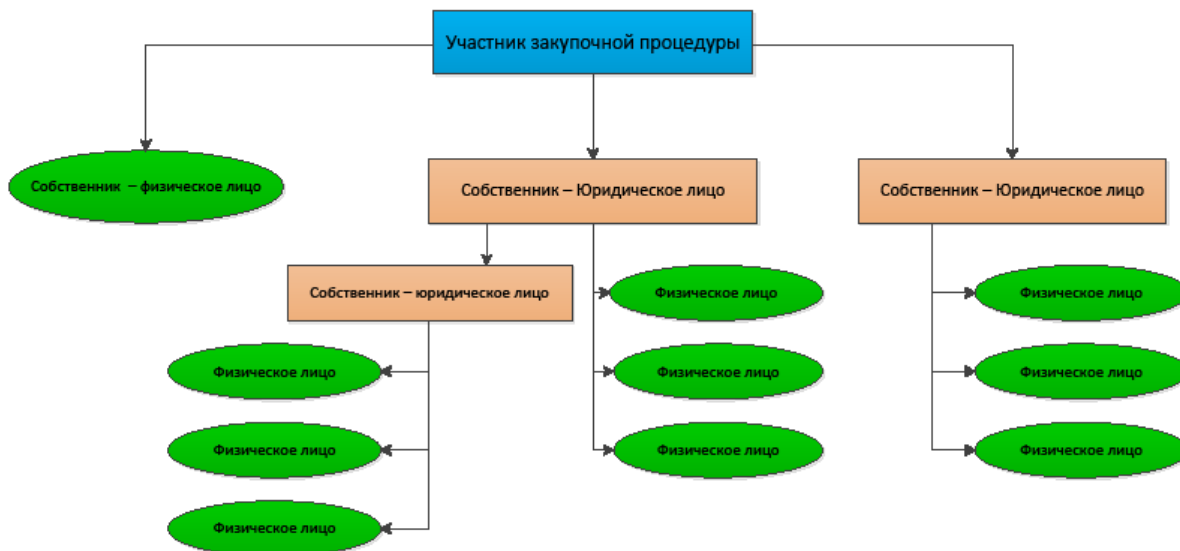 Участник закупочной процедуры
Собственник – физическое лицо
Собственник – Юридическое лицо
Собственник – Юридическое лицо
Собственник – юридическое лицо
Физическое лицо
Физическое лицо
Физическое лицо
Физическое лицо
Физическое лицо
Физическое лицо
Физическое лицо
Физическое лицо
Физическое лицо